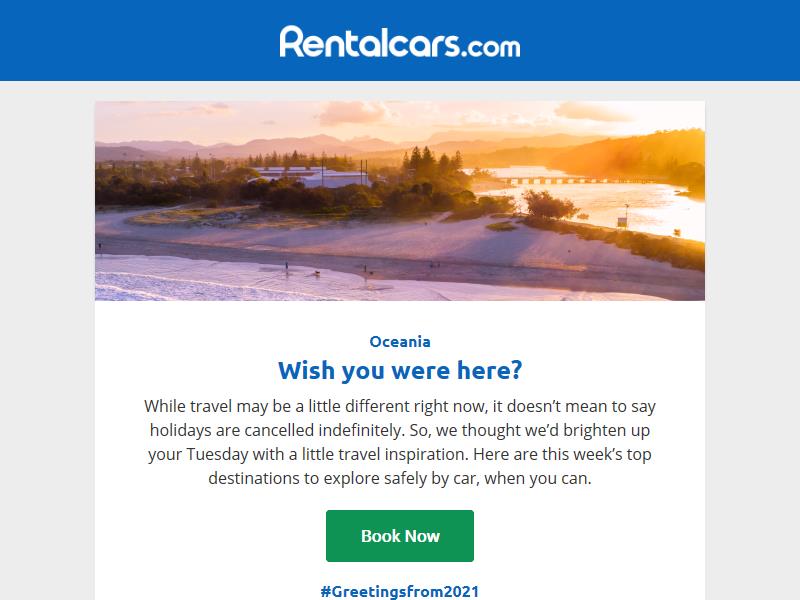 Rentalcars.com
Oceania
Wish you were here?
While travel may be a little different right now, it doesn’t mean to say
holidays are cancelled indefinitely. So, we thought we’d brighten up
your Tuesday with a little travel inspiration. Here are this week’s top
destinations to explore safely by car, when you can.
Book Now
#Greetingsfrom2021